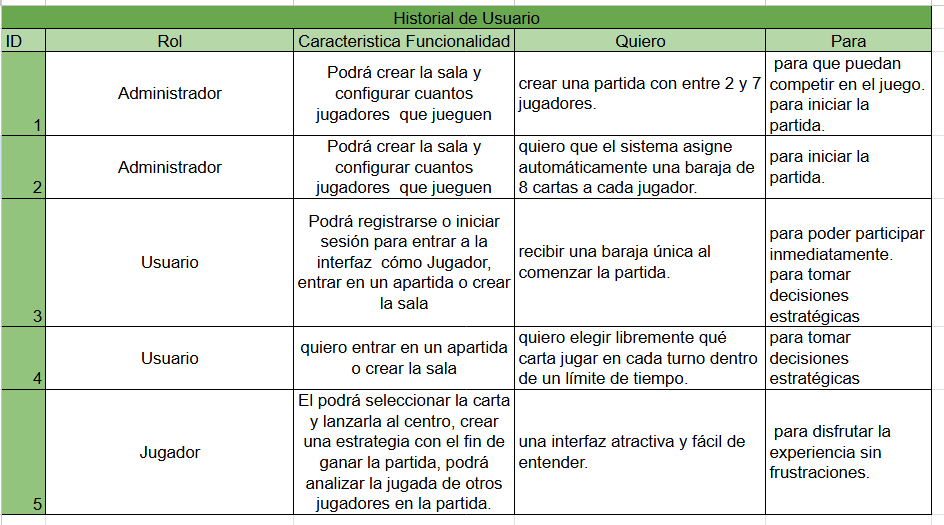 Historial de Usuario
ID Rol Caracteristica Funcionalidad Quiero Para
1
Administrador
Podrá crear la sala y
configurar cuantos
jugadores que jueguen
crear una partida con entre 2 y 7
jugadores.
para que puedan
competir en el juego.
para iniciar la
partida.
2
Administrador
Podrá crear la sala y
configurar cuantos
jugadores que jueguen
quiero que el sistema asigne
automáticamente una baraja de
8 cartas a cada jugador.
para iniciar la
partida.
3
Usuario
Podrá registrarse o iniciar
sesión para entrar a la
interfaz cómo Jugador,
entrar en un apartida o crear
la sala
recibir una baraja única al
comenzar la partida.
para poder participar
inmediatamente.
para tomar
decisiones
estratégicas
4
Usuario
quiero entrar en un apartida
o crear la sala
quiero elegir libremente qué
carta jugar en cada turno dentro
de un límite de tiempo.
para tomar
decisiones
estratégicas
5
Jugador
El podrá seleccionar la carta
y lanzarla al centro, crear
una estrategia con el fin de
ganar la partida, podrá
analizar la jugada de otros
jugadores en la partida.
una interfaz atractiva y fácil de
entender.
para disfrutar la
experiencia sin
frustraciones.